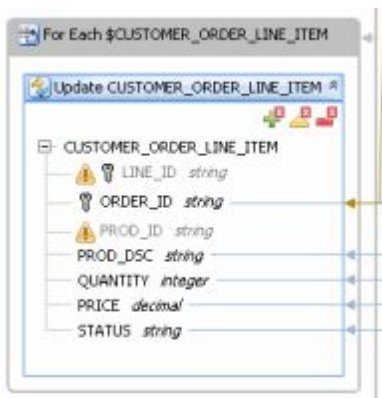 For Each $CUSTOMER_ORDER_LINE_ITEM
Update CUSTOMER_ORDER_LINE_ITEM
CUSTOMER_ORDER_LINE_ITEM
LINE_ID string
ORDER_ID string
PROD_ID string
PROD_DSC string
QUANTITY integer
PRICE decimal
STATUS string